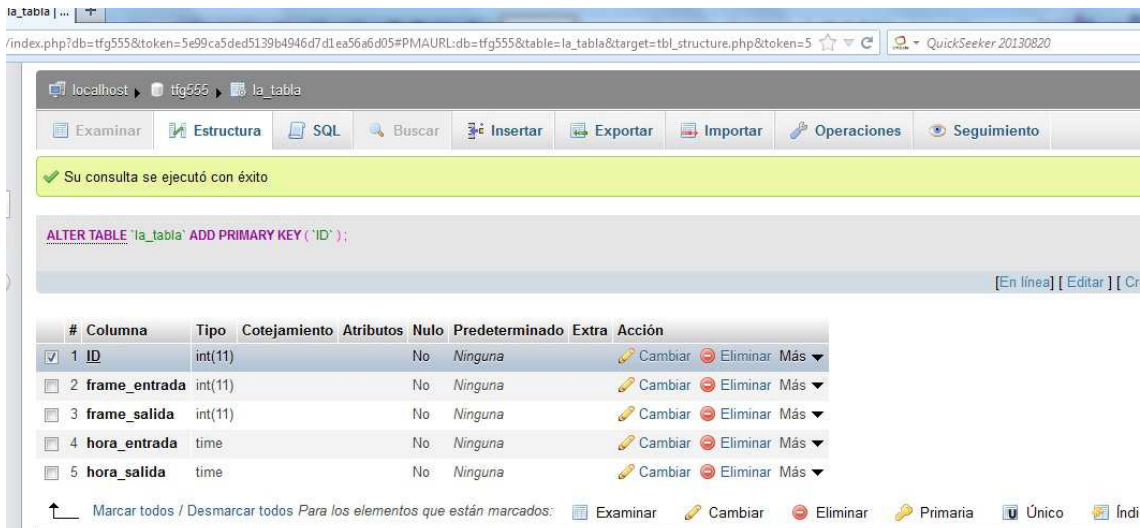 la_tabla | ...
/index.php?db=tfg555&token=5e99ca5ded5139b4946d7d1ea56a6d05#PMAURL:db=tfg555&table=la_tabla&target=tbl_structure.php&token=5 QuickSeeker 20130820
localhost tfg555 la_tabla
Examinar Estructura SQL Buscar Insertar Exportar Importar Operaciones Seguimiento
Su consulta se ejecutó con éxito
ALTER TABLE `la_tabla` ADD PRIMARY KEY ( `ID` ) ;
[En línea] [ Editar ] [ Cr
# Columna Tipo Cotejamiento Atributos Nulo Predeterminado Extra Acción
1 ID int(11) No Ninguna Cambiar Eliminar Más
2 frame_entrada int(11) No Ninguna Cambiar Eliminar Más
3 frame_salida int(11) No Ninguna Cambiar Eliminar Más
4 hora_entrada time No Ninguna Cambiar Eliminar Más
5 hora_salida time No Ninguna Cambiar Eliminar Más
Marcar todos / Desmarcar todos Para los elementos que están marcados: Examinar Cambiar Eliminar Primaria Único Índi